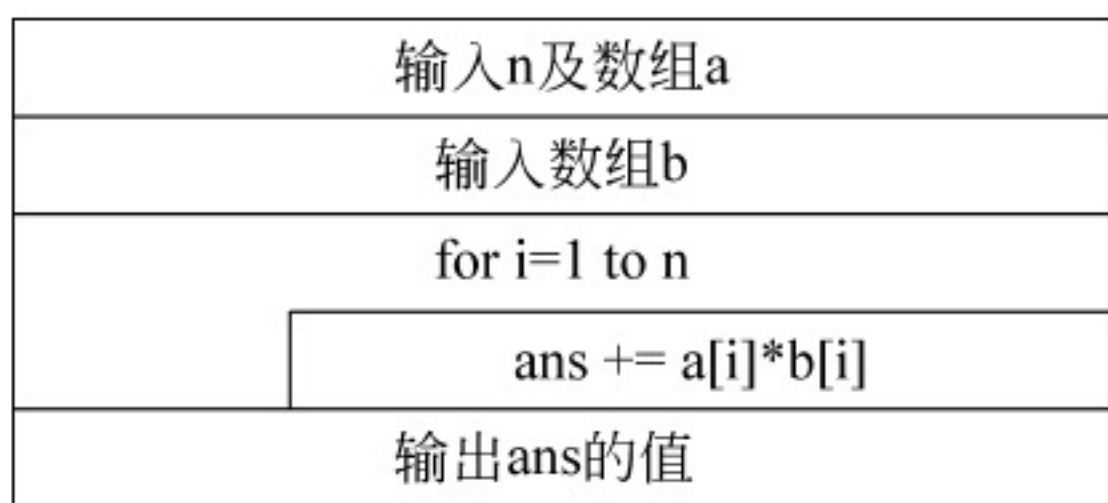 输入n及数组a
输入数组b
for i=1 to n
ans += a[i]*b[i]
输出ans的值